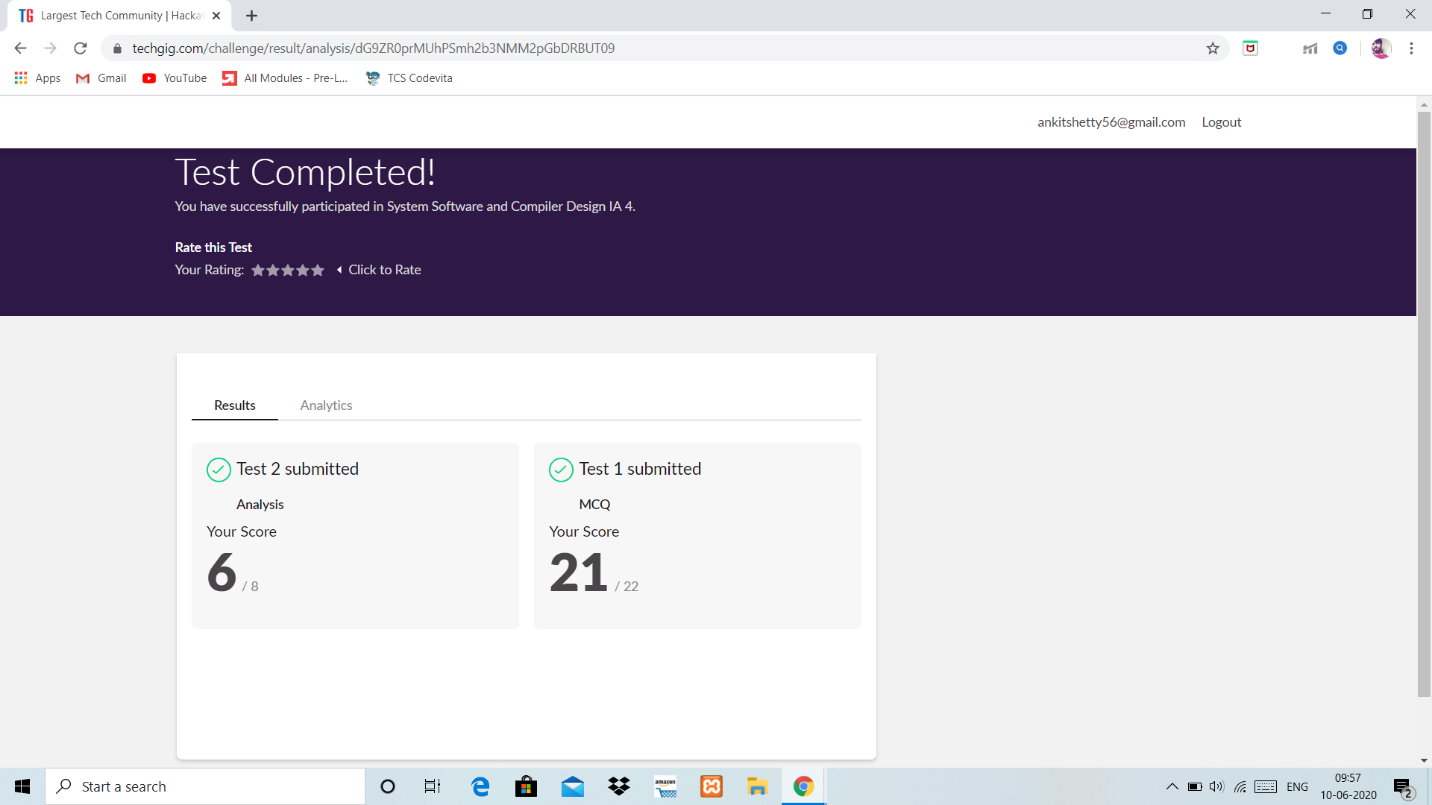 TG Largest Tech Community | Hacka
techgig.com/challenge/result/analysis/dG9ZR0prMUhPSmh2b3NMM2pGbDRBUT09
Apps Gmail YouTube All Modules - Pre-L... TCS Codevita
ankitshetty56@gmail.com Logout
Test Completed!
You have successfully participated in System Software and Compiler Design IA 4.
Rate this Test
Your Rating: Click to Rate
Results Analytics
Test 2 submitted
Analysis
Your Score
6 / 8
Test 1 submitted
MCQ
Your Score
21 / 22
Start a search
amazon
ENG
09:57
10-06-2020
2